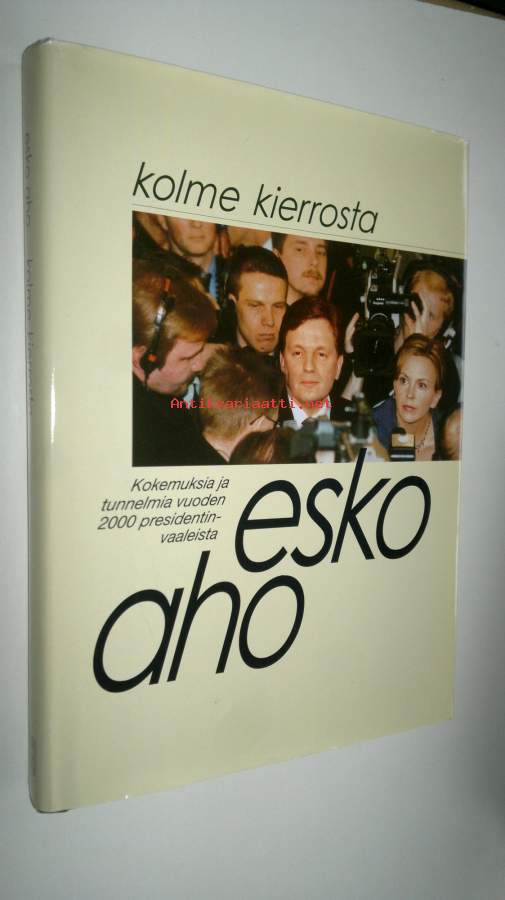 kolme kierrosta
Antikvariaatti.net
Kokemuksia ja
tunnelmia vuoden
2000 presidentin-
vaaleista
esko
aho
esko aho kolme kierrosta